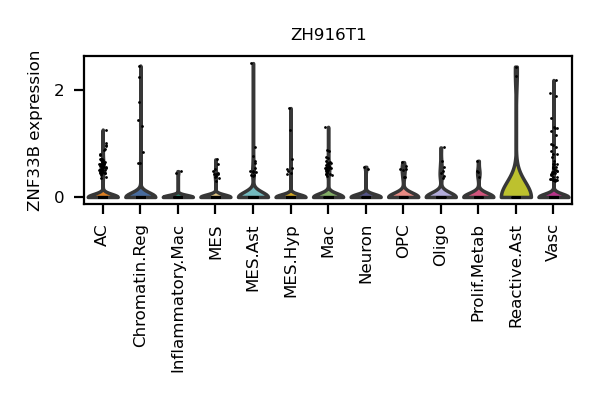 ZH916T1
ZNF33B expression
2
0
AC
Chromatin.Reg
Inflammatory.Mac
MES
MES.Ast
MES.Hyp
Mac
Neuron
OPC
Oligo
Prolif.Metab
Reactive.Ast
Vasc